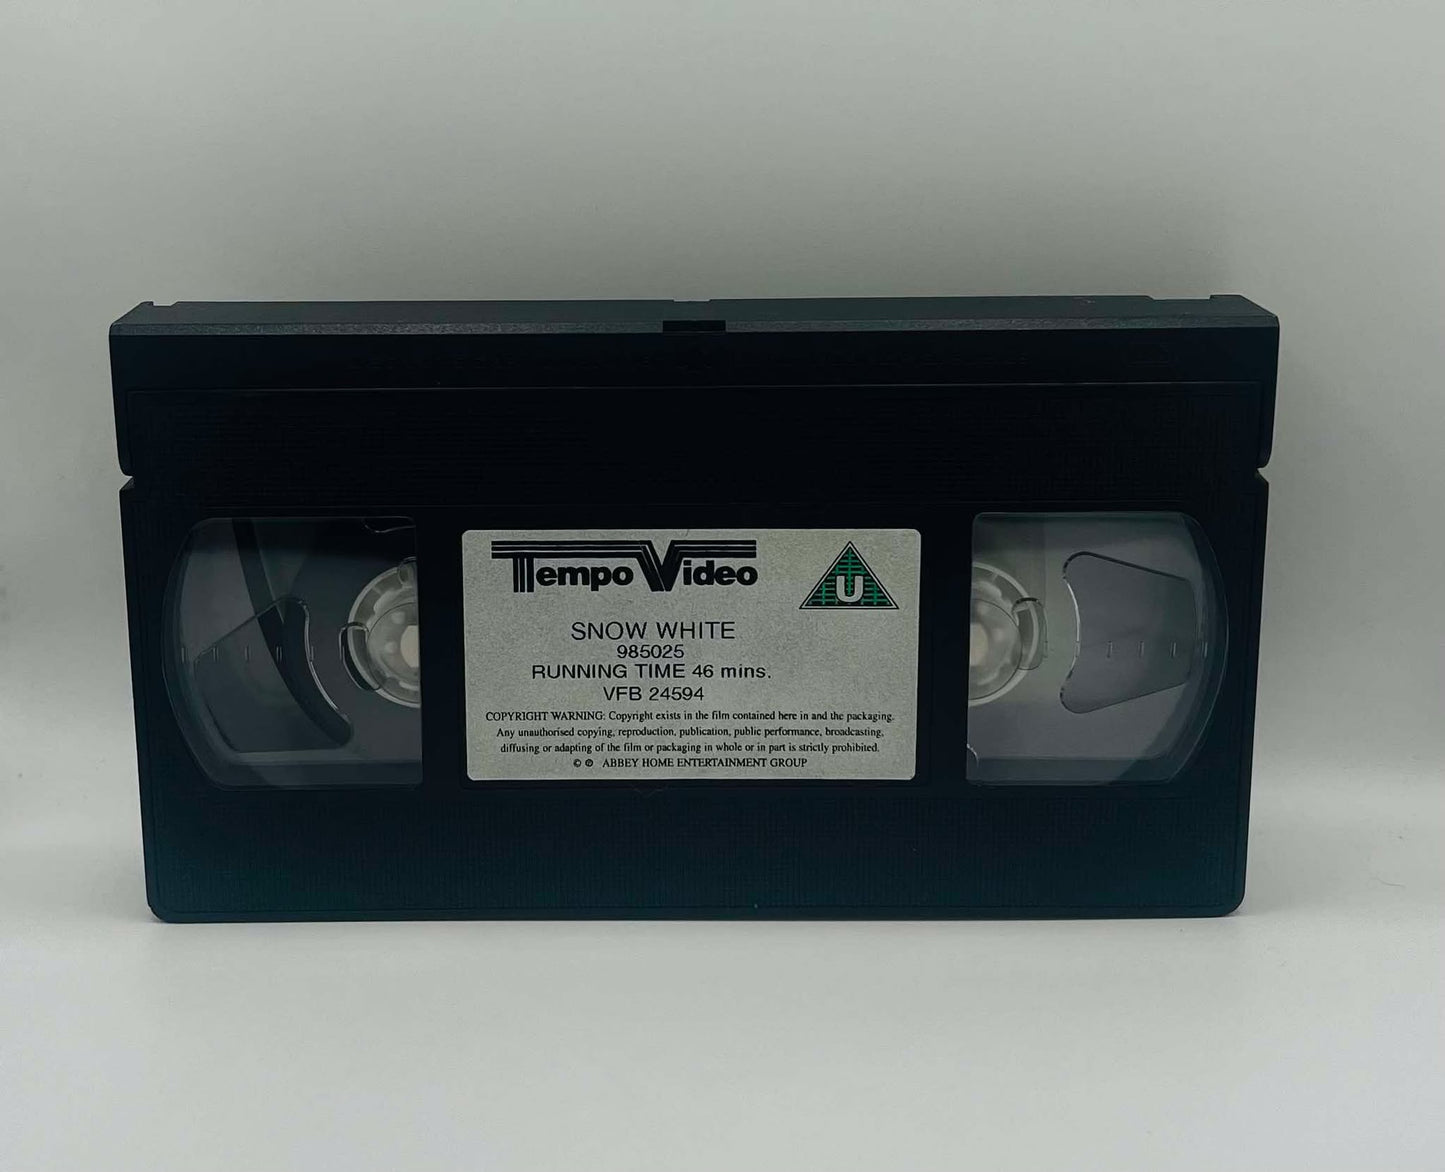 Tempo Video
U
SNOW WHITE
985025
RUNNING TIME 46 mins.
VFB 24594
COPYRIGHT WARNING: Copyright exists in the film contained here in and the packaging.
Any unauthorised copying, reproduction, publication, public performance, broadcasting,
diffusing or adapting of the film or packaging in whole or in part is strictly prohibited.
© ℗ ABBEY HOME ENTERTAINMENT GROUP